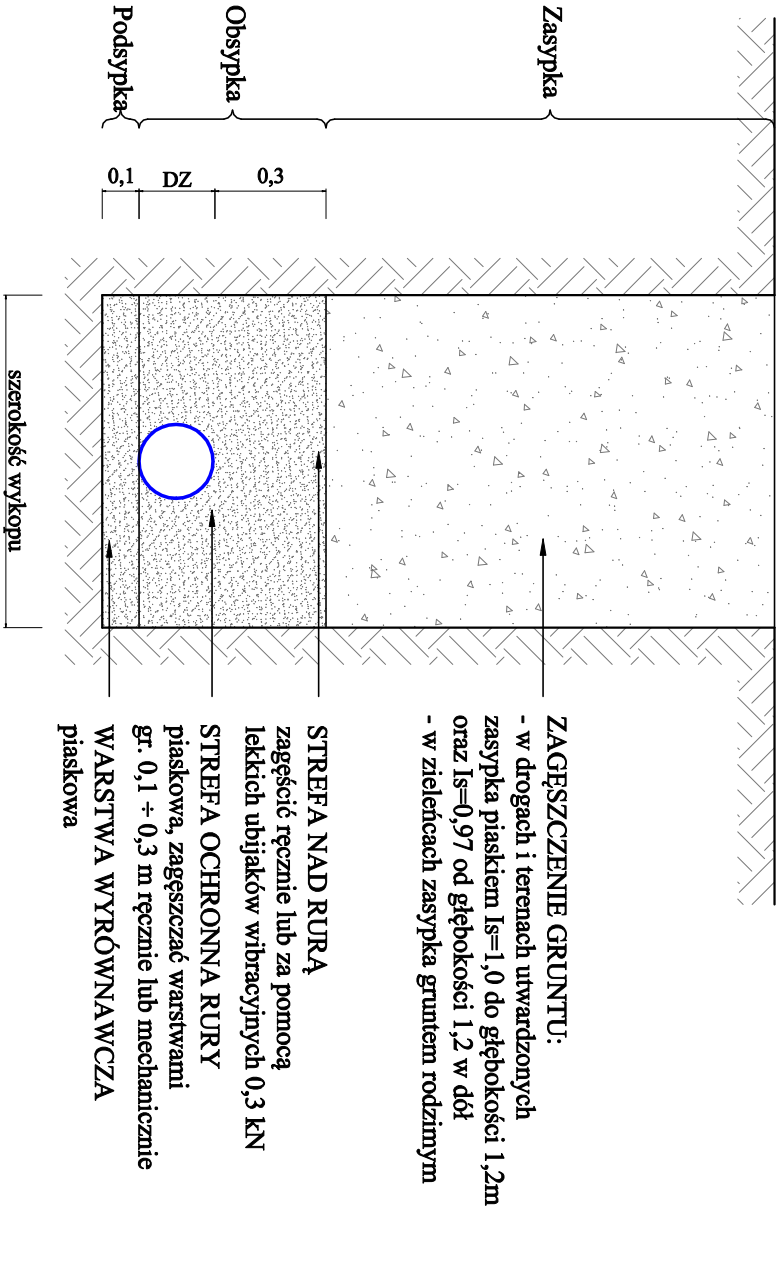 Zasypka
Obsypka
Podsypka
0,3
DZ
0,1
szerokość wykopu
ZAGĘSZCZENIE GRUNTU:
- w drogach i terenach utwardzonych
zasypka piaskiem Is=1,0 do głębokości 1,2m
oraz Is=0,97 od głębokości 1,2 w dół
- w zieleńcach zasypka gruntem rodzimym
STREFA NAD RURĄ
zagęścić ręcznie lub za pomocą
lekkich ubijaków wibracyjnych 0,3 kN
STREFA OCHRONNA RURY
piaskowa, zagęszczać warstwami
gr. 0,1 ÷ 0,3 m ręcznie lub mechanicznie
WARSTWA WYRÓWNAWCZA
piaskowa